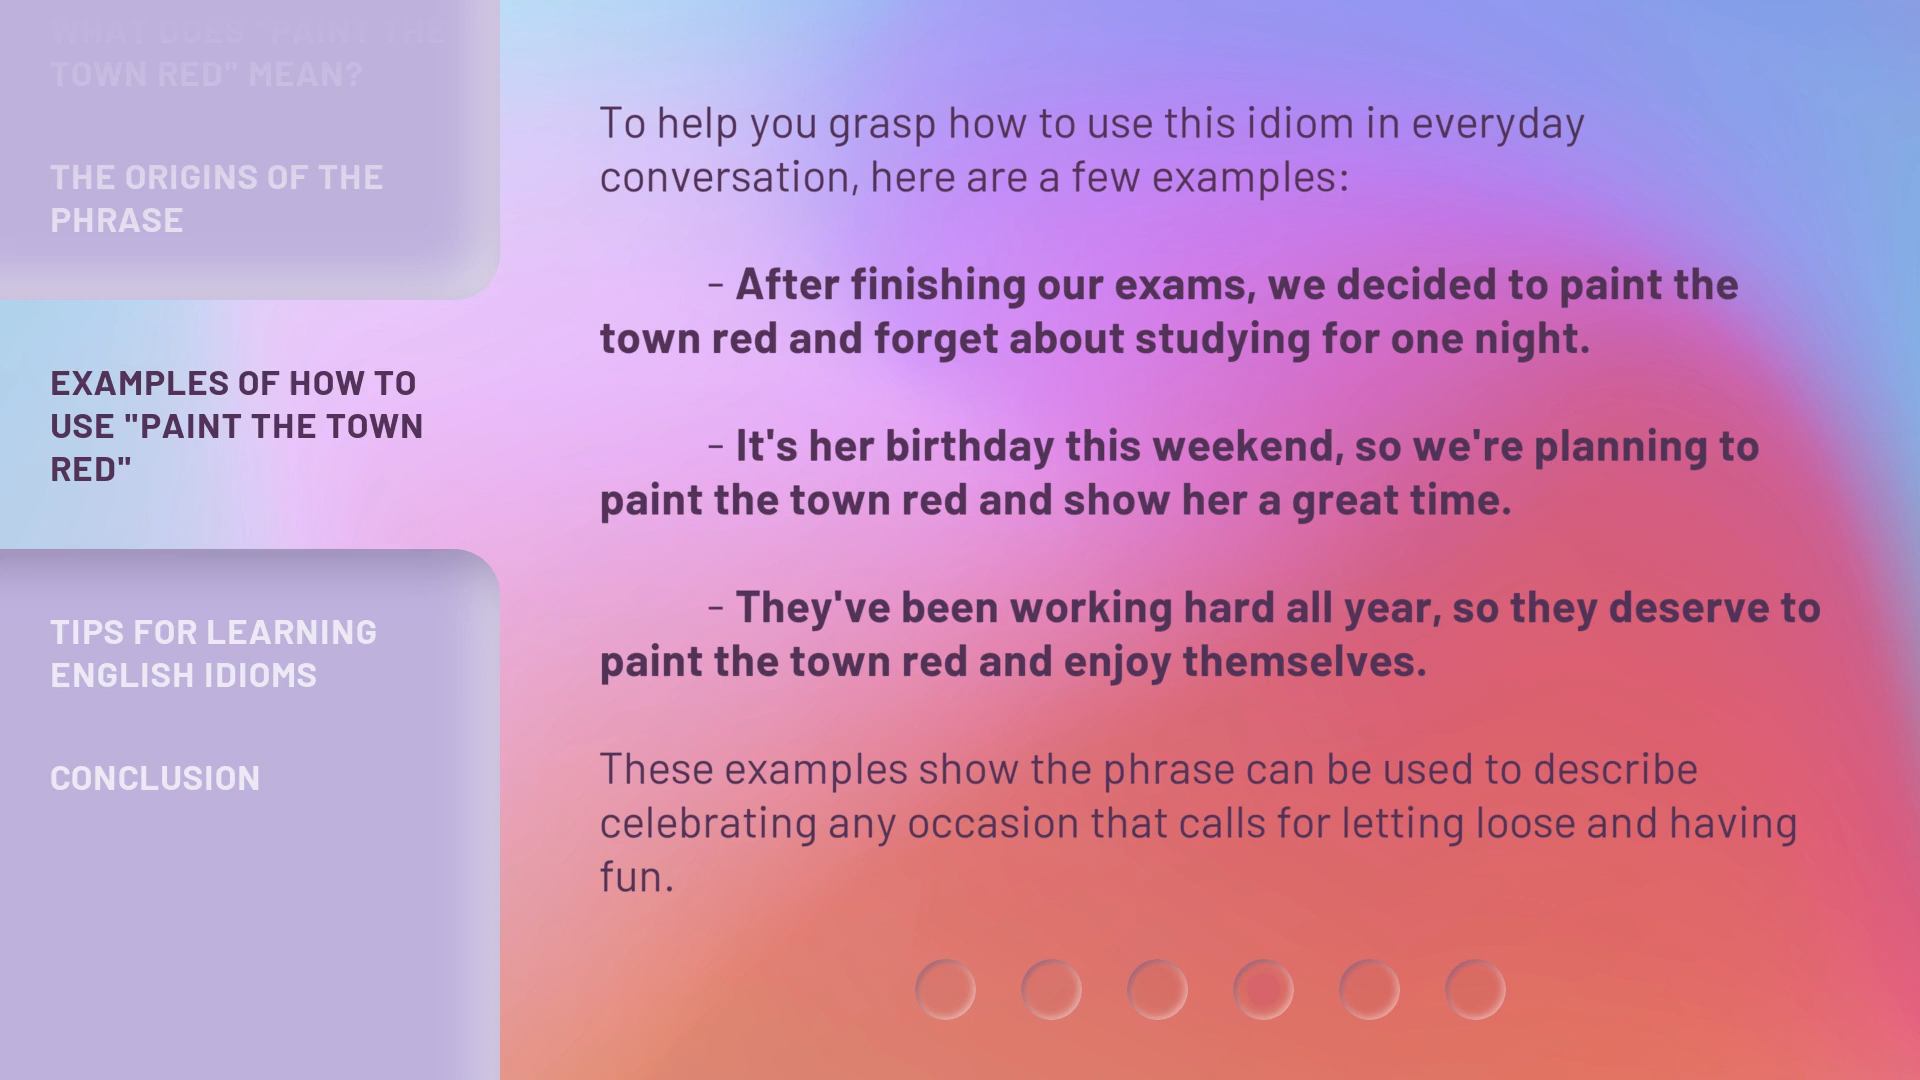 WHAT DOES "PAINT THE
TOWN RED" MEAN?
THE ORIGINS OF THE
PHRASE
EXAMPLES OF HOW TO
USE "PAINT THE TOWN
RED"
TIPS FOR LEARNING
ENGLISH IDIOMS
CONCLUSION
To help you grasp how to use this idiom in everyday
conversation, here are a few examples:
- After finishing our exams, we decided to paint the
town red and forget about studying for one night.
- It's her birthday this weekend, so we're planning to
paint the town red and show her a great time.
- They've been working hard all year, so they deserve to
paint the town red and enjoy themselves.
These examples show the phrase can be used to describe
celebrating any occasion that calls for letting loose and having
fun.